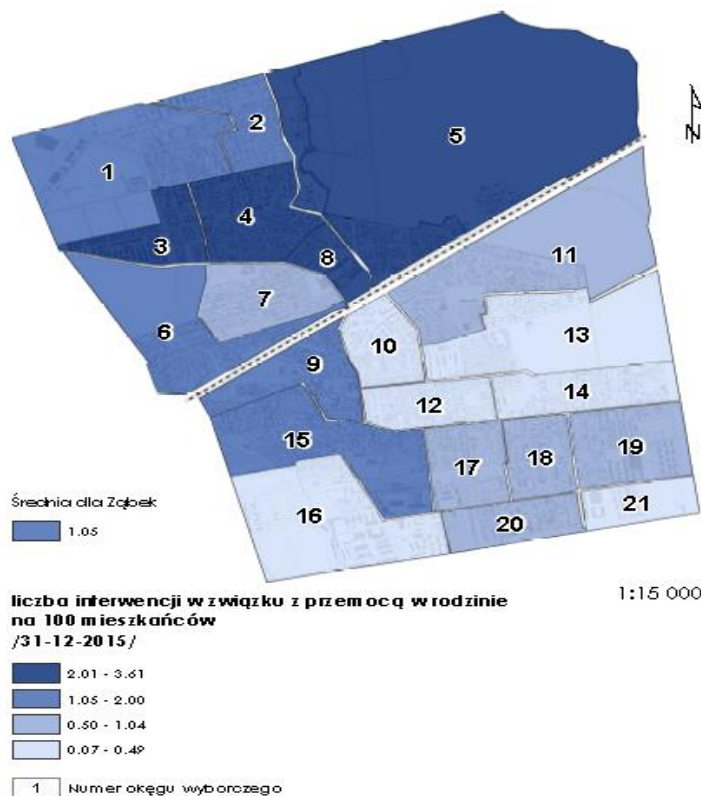 2
5
1
N
4
3
8
11
7
6
10
13
9
14
12
15
19
18
17
16
21
20
Średnia dla Ząbek
1.05
1:15 000
liczba interwencji w związku z przemocą w rodzinie
na 100 mieszkańców
/31-12-2015/
2.01 - 3.61
1.05 - 2.00
0.50 - 1.04
0.07 - 0.49
1 Numer okęgu wyborczego